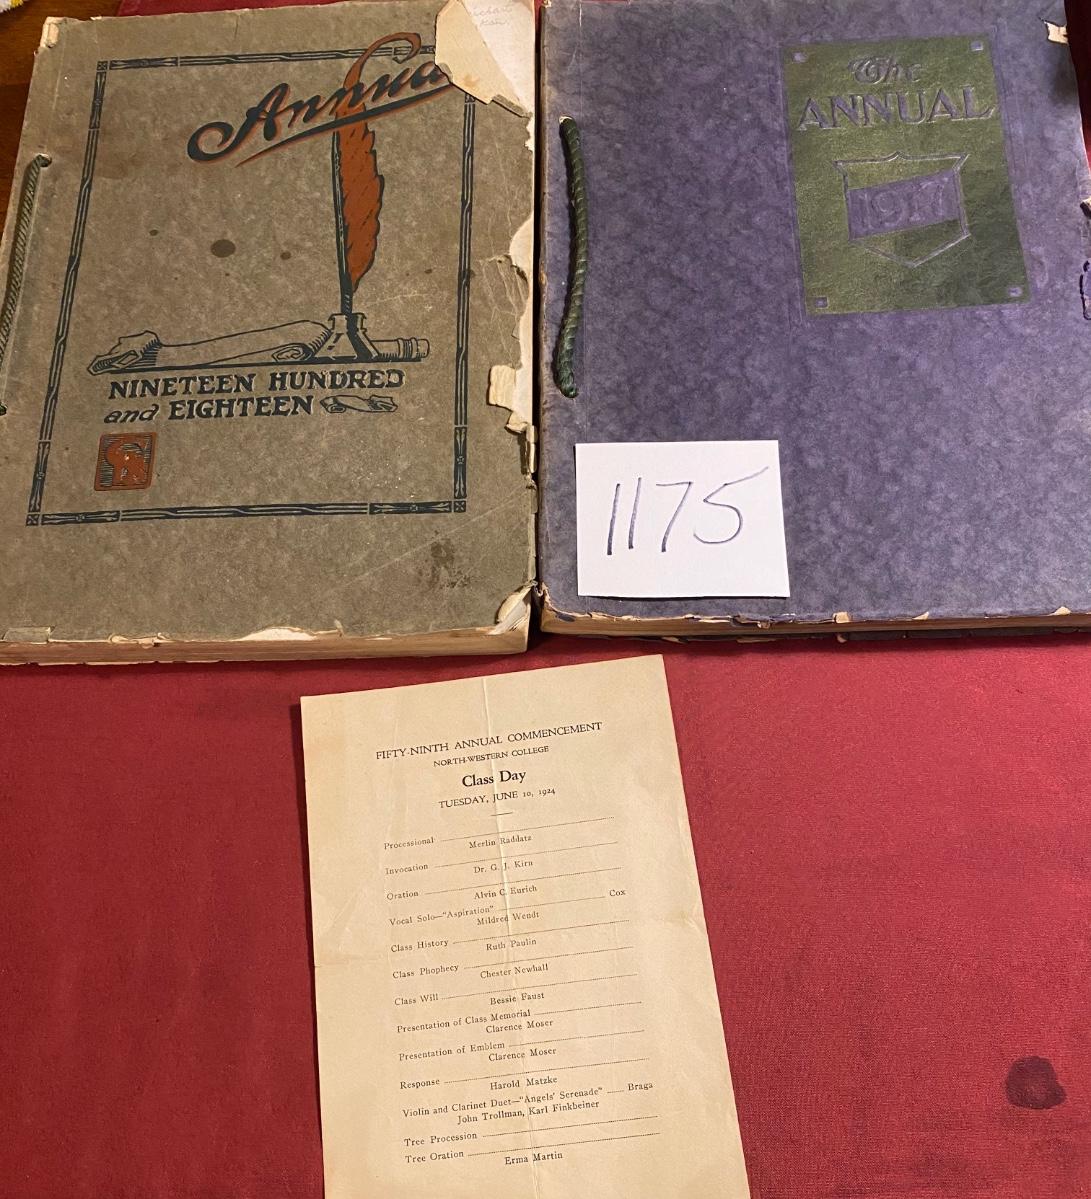 Annual
NINETEEN HUNDRED
and EIGHTEEN
The
ANNUAL
1917
1175
FIFTY-NINTH ANNUAL COMMENCEMENT
NORTH-WESTERN COLLEGE
Class Day
TUESDAY, JUNE 10, 1924
Processional
Merlin Raddatz
Invocation
Dr. G. J. Kirn
Oration
Alvin C. Eurich
Vocal Solo—"Aspiration" Cox
Mildred Wendt
Class History
Ruth Paulin
Class Phophecy
Chester Newhall
Class Will
Bessie Faust
Presentation of Class Memorial
Clarence Moser
Presentation of Emblem
Clarence Moser
Response
Harold Matzke
Violin and Clarinet Duet—"Angels' Serenade" Braga
John Trollman, Karl Finkbeiner
Tree Procession
Tree Oration
Erma Martin